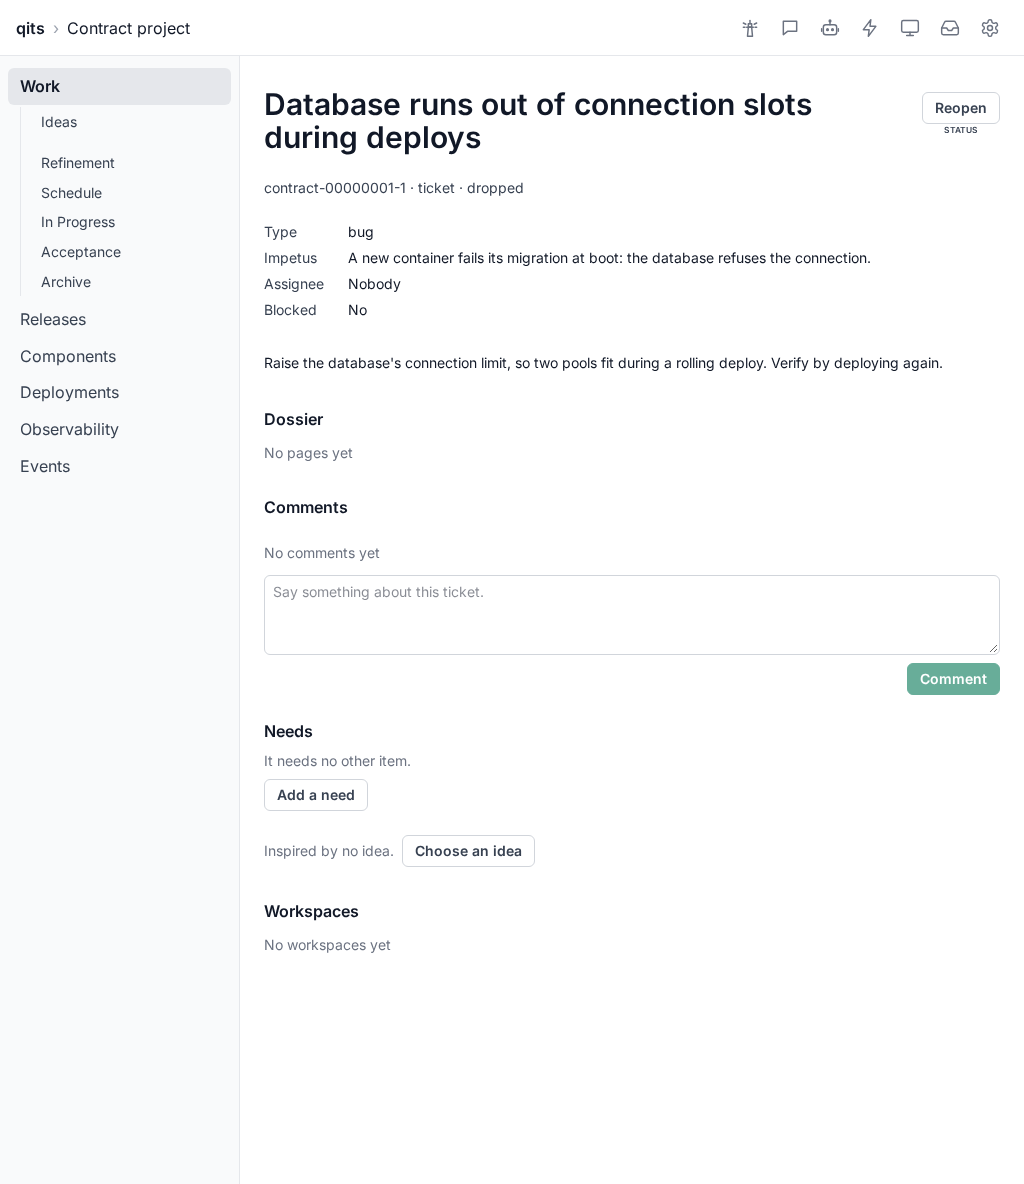 qits › Contract project
Work
Ideas
Refinement
Schedule
In Progress
Acceptance
Archive
Releases
Components
Deployments
Observability
Events
Database runs out of connection slots
during deploys
Reopen
STATUS
contract-00000001-1 · ticket · dropped
Type bug
Impetus A new container fails its migration at boot: the database refuses the connection.
Assignee Nobody
Blocked No
Raise the database's connection limit, so two pools fit during a rolling deploy. Verify by deploying again.
Dossier
No pages yet
Comments
No comments yet
Say something about this ticket.
Comment
Needs
It needs no other item.
Add a need
Inspired by no idea. Choose an idea
Workspaces
No workspaces yet